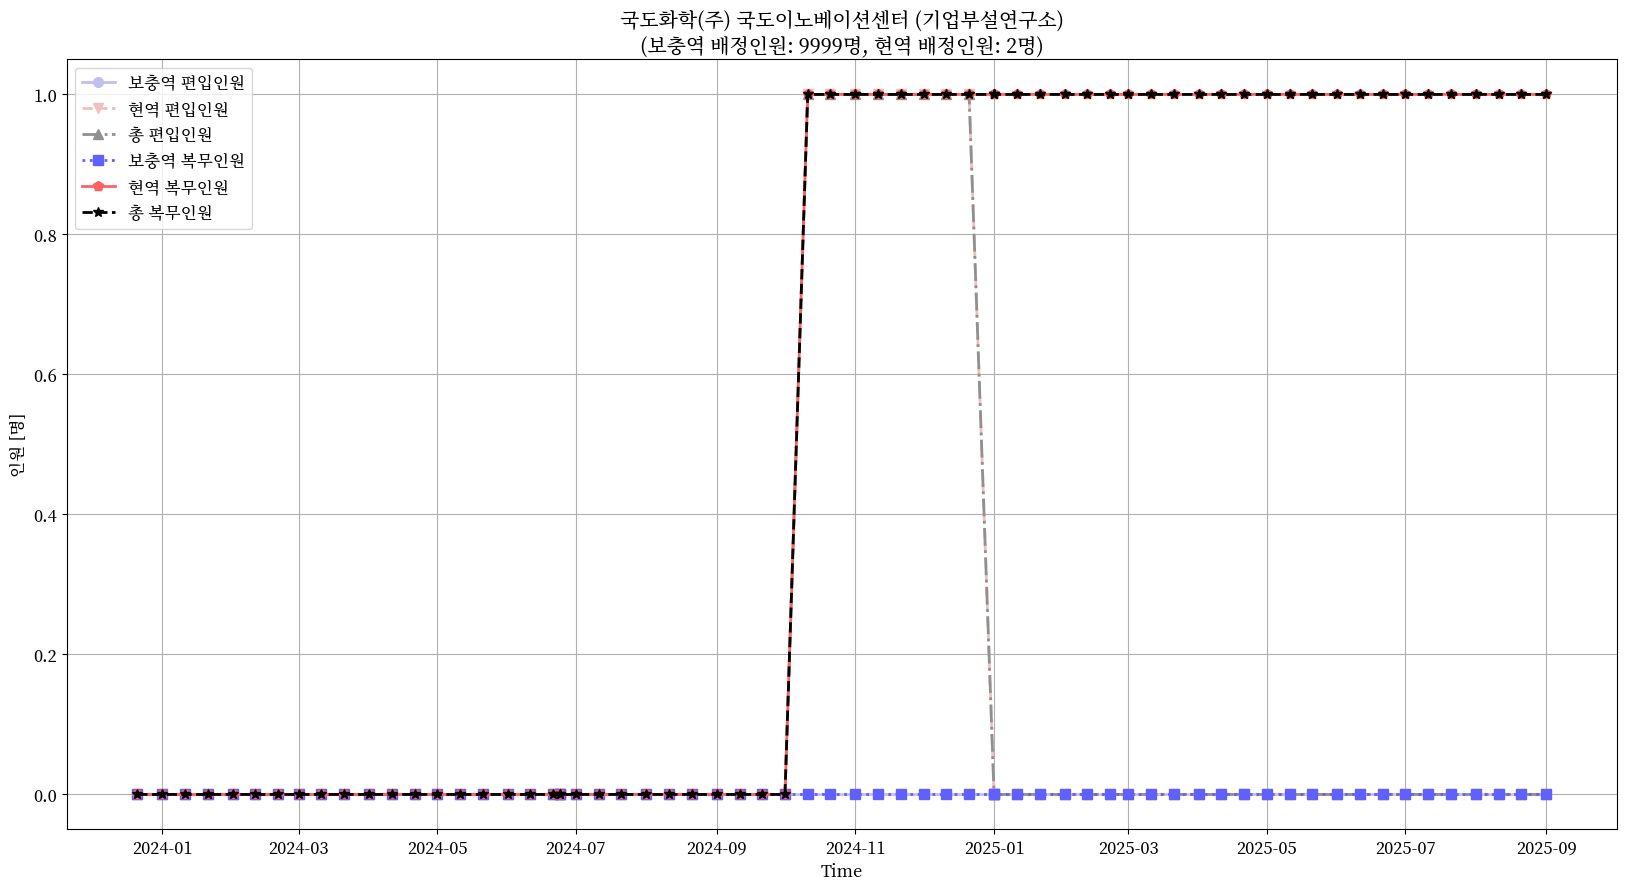 국도화학(주) 국도이노베이션센터 (기업부설연구소)
(보충역 배정인원: 9999명, 현역 배정인원: 2명)
보충역 편입인원
현역 편입인원
총 편입인원
보충역 복무인원
현역 복무인원
총 복무인원
1.0
0.8
0.6
0.4
0.2
0.0
인원 [명]
2024-01
2024-03
2024-05
2024-07
2024-09
2024-11
2025-01
2025-03
2025-05
2025-07
2025-09
Time